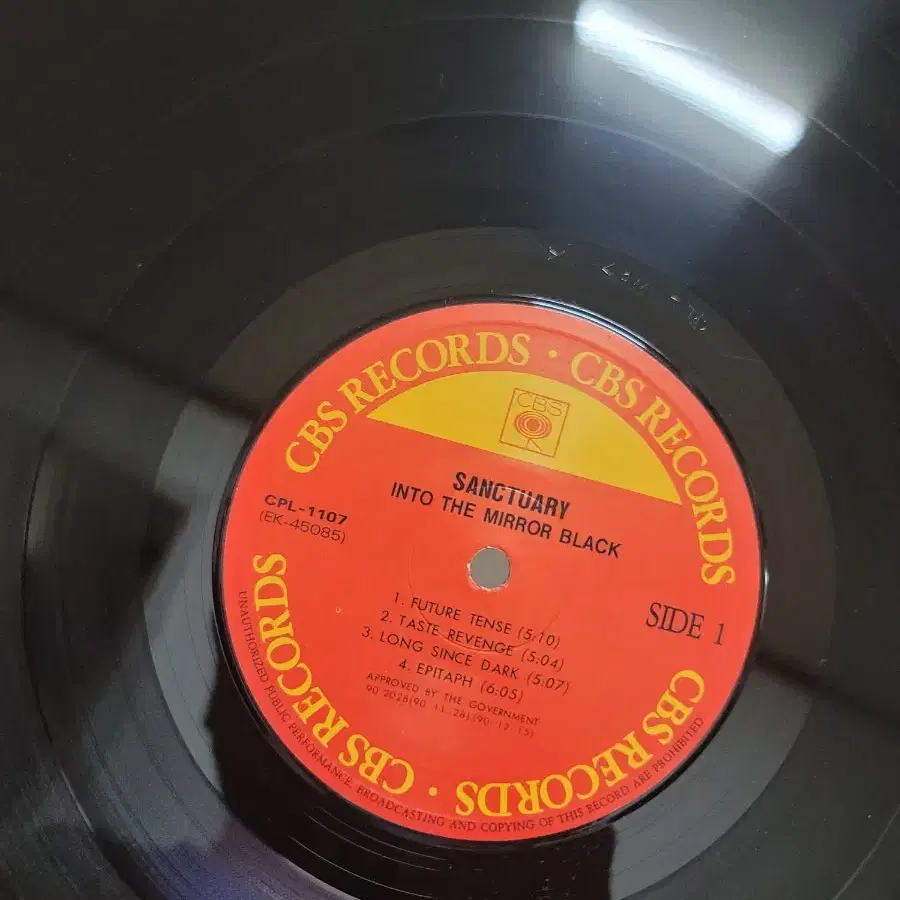 CPL-1107 A
CBS RECORDS · CBS RECORDS
CBS
SANCTUARY
INTO THE MIRROR BLACK
CPL-1107
(EK-45085)
SIDE 1
1. FUTURE TENSE (5:10)
2. TASTE REVENGE (5:04)
3. LONG SINCE DARK (5:07)
4. EPITAPH (6:05)
APPROVED BY THE GOVERNMENT
90.2028(90. 11. 28)(90. 12. 15)
CBS RECORDS · CBS RECORDS
UNAUTHORIZED PUBLIC PERFORMANCE, BROADCASTING AND COPYING OF THIS RECORD ARE PROHIBITED